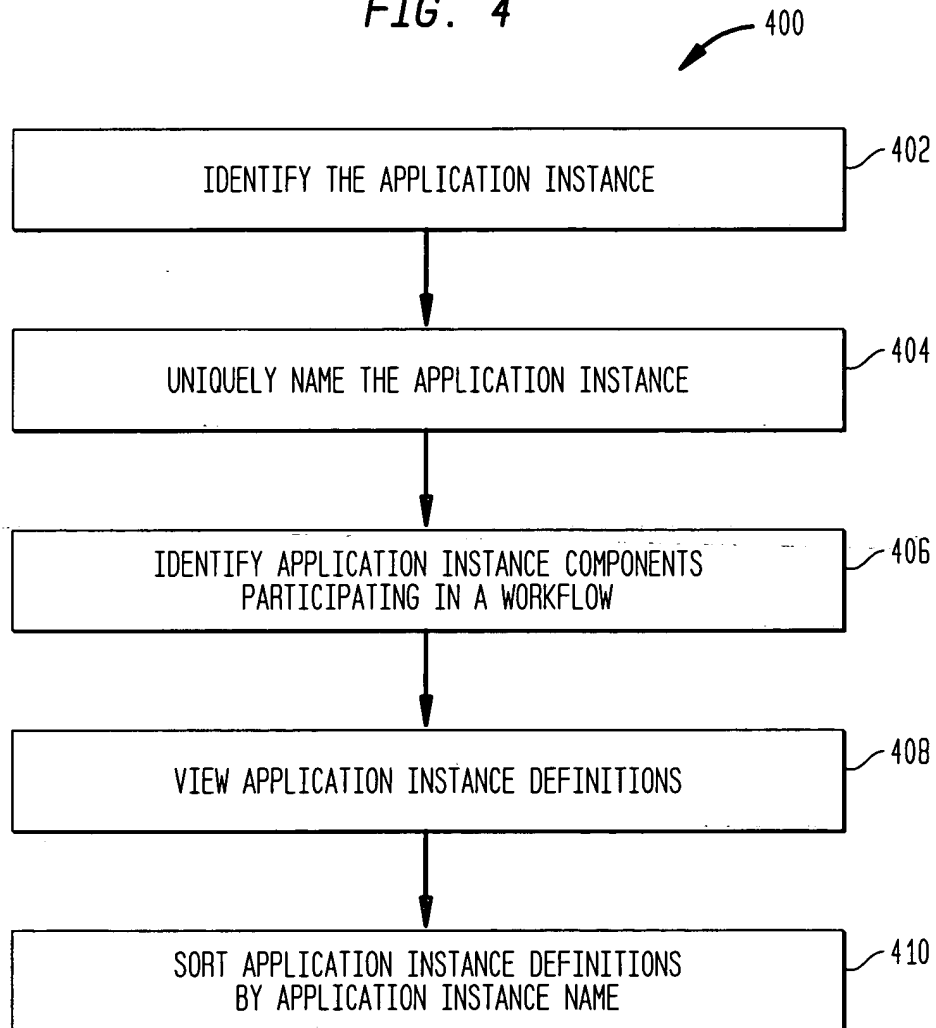 FIG. 4
400
IDENTIFY THE APPLICATION INSTANCE
402
UNIQUELY NAME THE APPLICATION INSTANCE
404
IDENTIFY APPLICATION INSTANCE COMPONENTS
PARTICIPATING IN A WORKFLOW
406
VIEW APPLICATION INSTANCE DEFINITIONS
408
SORT APPLICATION INSTANCE DEFINITIONS
BY APPLICATION INSTANCE NAME
410